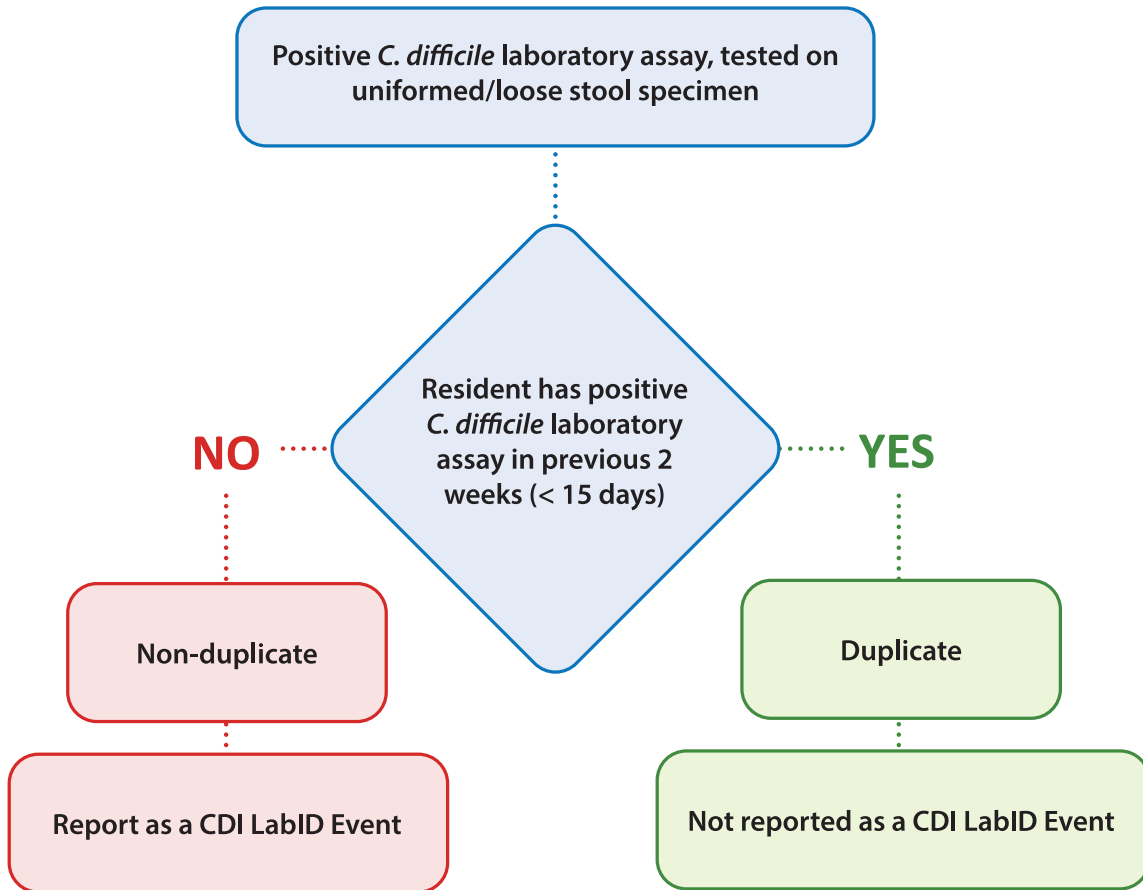 Positive C. difficile laboratory assay, tested on
uniformed/loose stool specimen
Resident has positive
C. difficile laboratory
assay in previous 2
weeks (< 15 days)
NO
YES
Non-duplicate
Duplicate
Report as a CDI LabID Event
Not reported as a CDI LabID Event